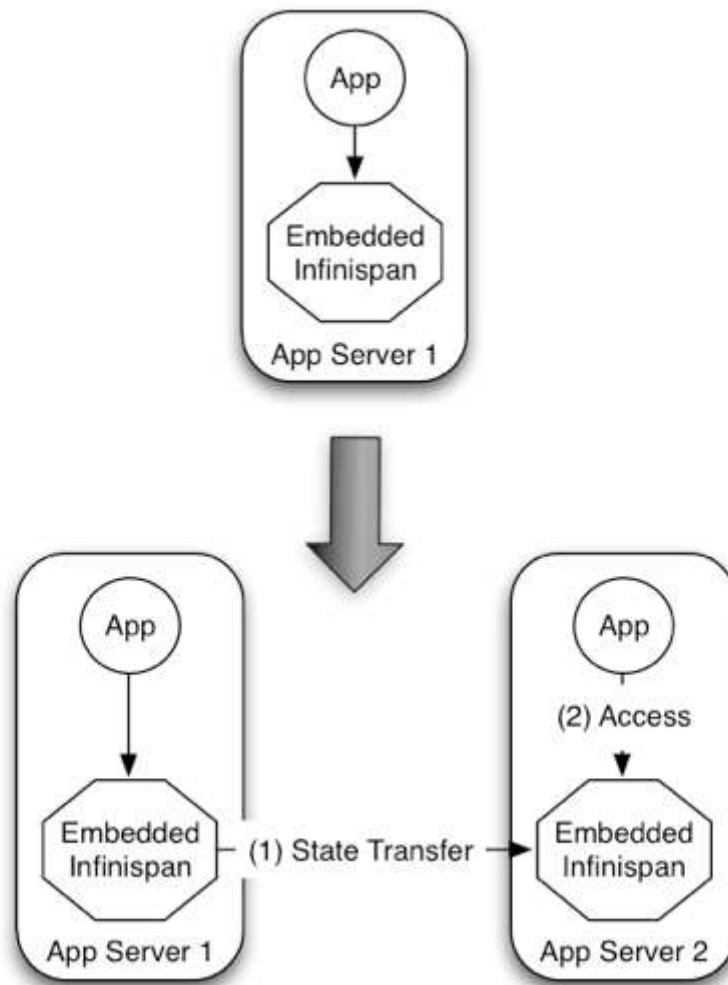 App
Embedded
Infinispan
App Server 1
App
App
(2) Access
Embedded
Infinispan
(1) State Transfer
Embedded
Infinispan
App Server 1
App Server 2